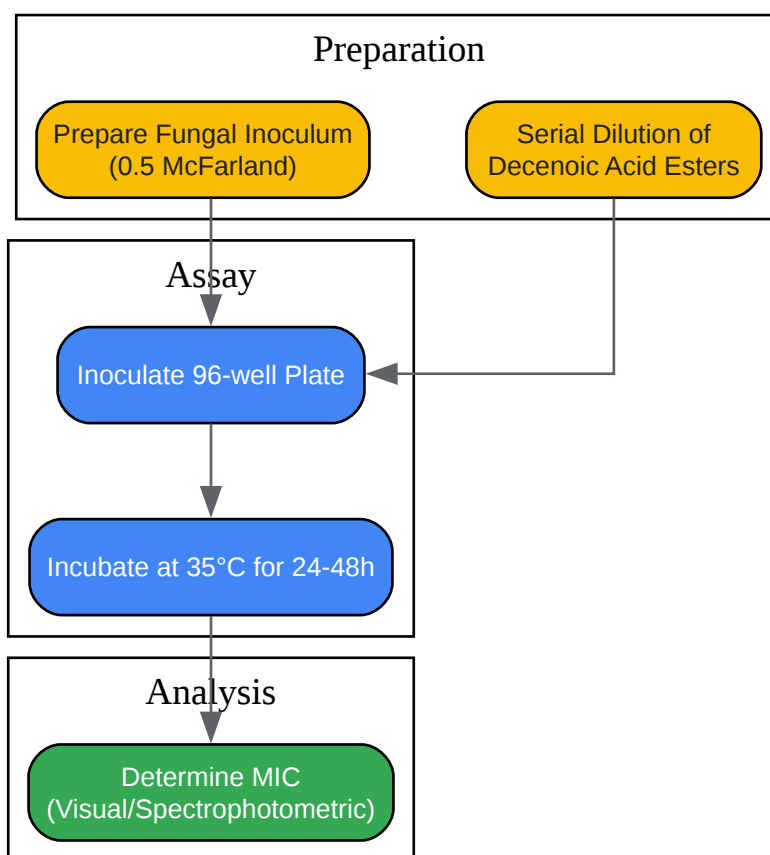 Preparation
Prepare Fungal Inoculum
(0.5 McFarland)
Serial Dilution of
Decenoic Acid Esters
Assay
Inoculate 96-well Plate
Incubate at 35°C for 24-48h
Analysis
Determine MIC
(Visual/Spectrophotometric)